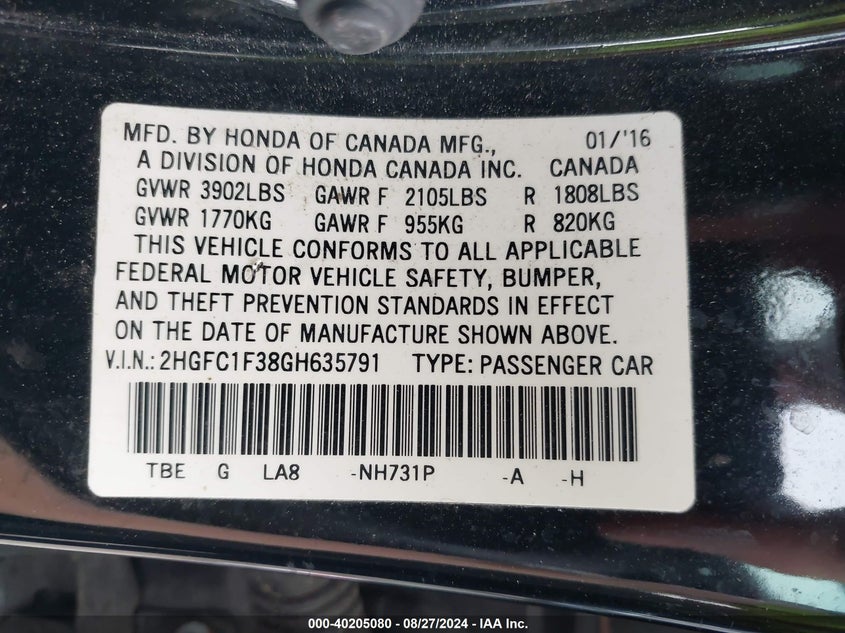 MFD. BY HONDA OF CANADA MFG., 01/'16
A DIVISION OF HONDA CANADA INC. CANADA
GVWR 3902LBS GAWR F 2105LBS R 1808LBS
GVWR 1770KG GAWR F 955KG R 820KG
THIS VEHICLE CONFORMS TO ALL APPLICABLE
FEDERAL MOTOR VEHICLE SAFETY, BUMPER,
AND THEFT PREVENTION STANDARDS IN EFFECT
ON THE DATE OF MANUFACTURE SHOWN ABOVE.
V.I.N.: 2HGFC1F38GH635791 TYPE: PASSENGER CAR
TBE G LA8 -NH731P -A -H
000-40205080 - 08/27/2024 - IAA Inc.